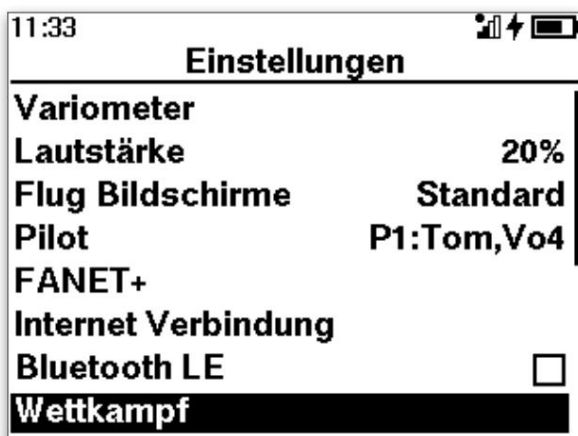 11:33
Einstellungen
Variometer
Lautstärke 20%
Flug Bildschirme Standard
Pilot P1:Tom,Vo4
FANET+
Internet Verbindung
Bluetooth LE
Wettkampf